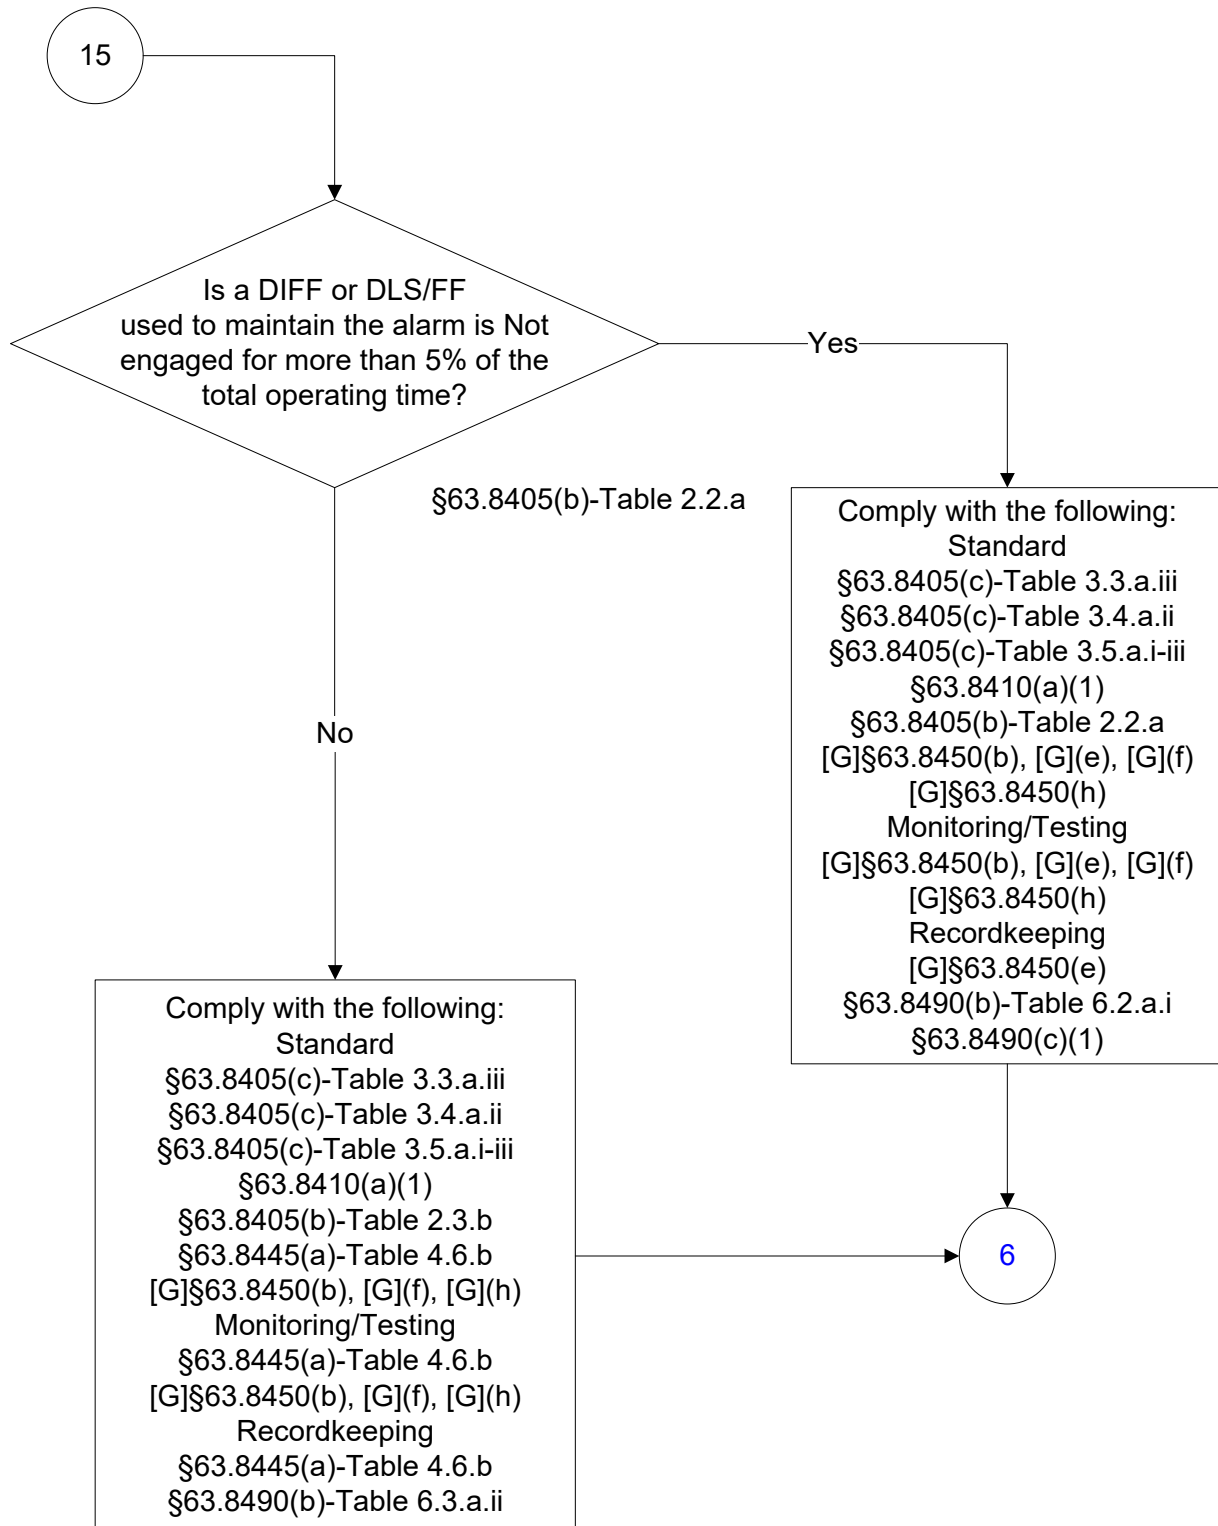 15
Is a DIFF or DLS/FF
used to maintain the alarm is Not
engaged for more than 5% of the
total operating time?
Yes
§63.8405(b)-Table 2.2.a
Comply with the following:
Standard
§63.8405(c)-Table 3.3.a.iii
§63.8405(c)-Table 3.4.a.ii
§63.8405(c)-Table 3.5.a.i-iii
§63.8410(a)(1)
§63.8405(b)-Table 2.2.a
[G]§63.8450(b), [G](e), [G](f)
[G]§63.8450(h)
Monitoring/Testing
[G]§63.8450(b), [G](e), [G](f)
[G]§63.8450(h)
Recordkeeping
[G]§63.8450(e)
§63.8490(b)-Table 6.2.a.i
§63.8490(c)(1)
No
Comply with the following:
Standard
§63.8405(c)-Table 3.3.a.iii
§63.8405(c)-Table 3.4.a.ii
§63.8405(c)-Table 3.5.a.i-iii
§63.8410(a)(1)
§63.8405(b)-Table 2.3.b
§63.8445(a)-Table 4.6.b
[G]§63.8450(b), [G](f), [G](h)
Monitoring/Testing
§63.8445(a)-Table 4.6.b
[G]§63.8450(b), [G](f), [G](h)
Recordkeeping
§63.8445(a)-Table 4.6.b
§63.8490(b)-Table 6.3.a.ii
6